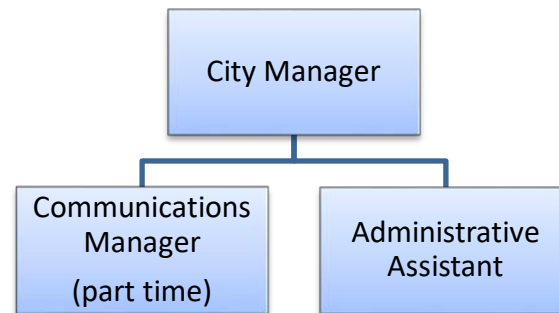 City Manager
Communications
Manager
(part time)
Administrative
Assistant